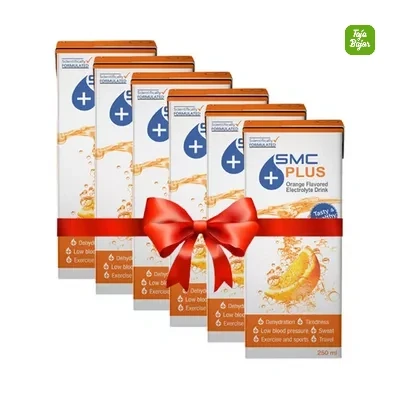 Taja
Bajar
Scientifically
FORMULATED
SMC
PLUS
Orange Flavored
Electrolyte Drink
Tasty &
Dehydration
Tiredness
Low blood pressure
Sweat
Exercise and sports
Travel
250 ml